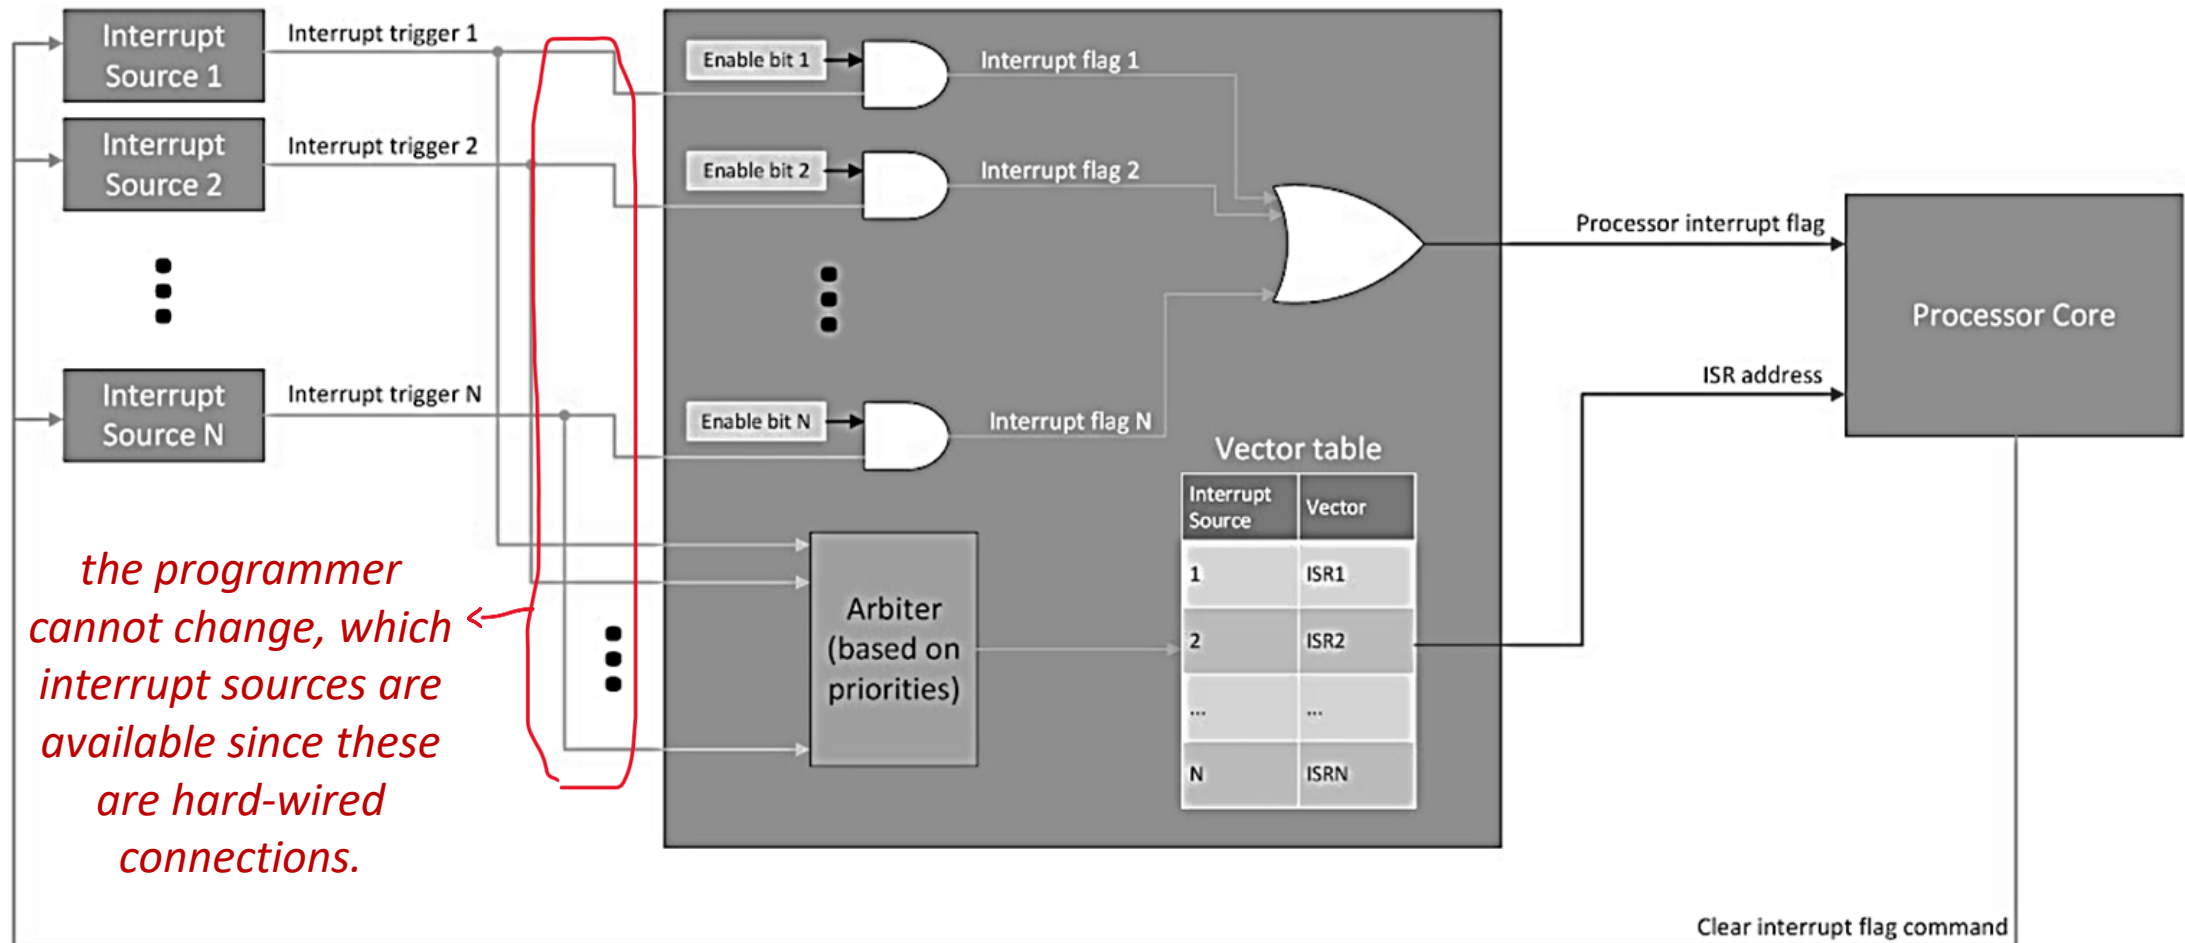 Interrupt
Source 1
Interrupt trigger 1
Enable bit 1
Interrupt flag 1
Interrupt
Source 2
Interrupt trigger 2
Enable bit 2
Interrupt flag 2
Processor interrupt flag
Processor Core
Interrupt
Source N
Interrupt trigger N
Enable bit N
Interrupt flag N
ISR address
Vector table
Interrupt
Source
Vector
1
ISR1
2
ISR2
...
...
N
ISRN
Arbiter
(based on
priorities)
the programmer
cannot change, which
interrupt sources are
available since these
are hard-wired
connections.
Clear interrupt flag command